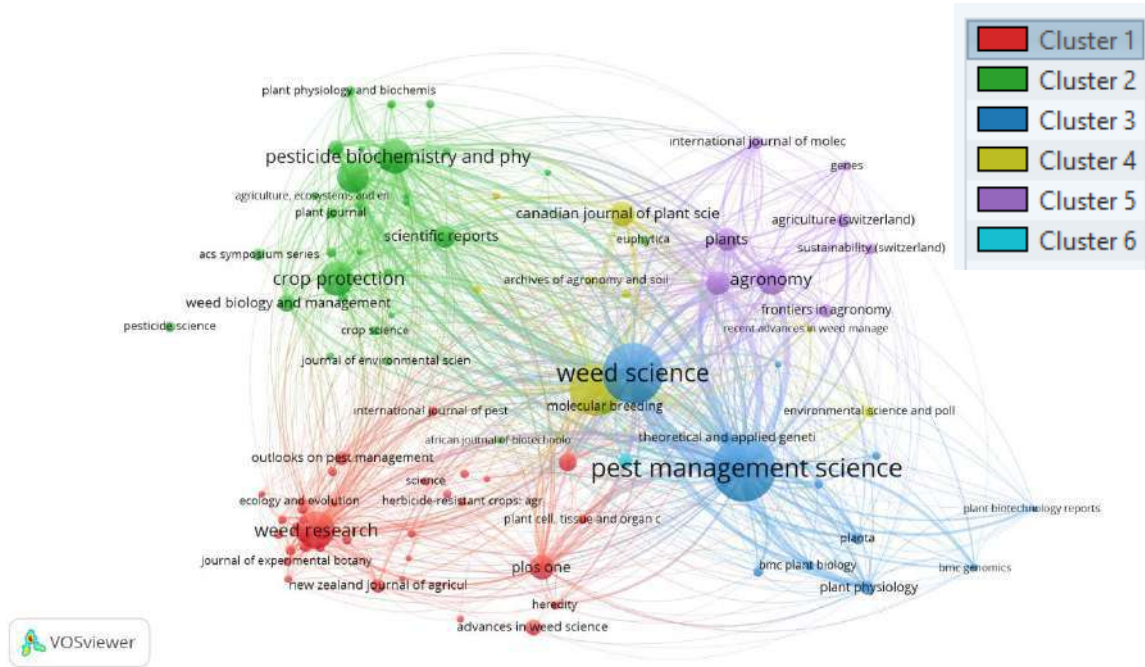 Cluster 1
Cluster 2
Cluster 3
Cluster 4
Cluster 5
Cluster 6
plant physiology and biochemis
pesticide biochemistry and phy
international journal of molec
genes
agriculture, ecosystems and en
plant journal
canadian journal of plant scie
agriculture (switzerland)
scientific reports
euphytica
plants
sustainability (switzerland)
acs symposium series
crop protection
archives of agronomy and soil
agronomy
weed biology and management
frontiers in agronomy
pesticide science
crop science
recent advances in weed manage
journal of environmental scien
weed science
molecular breeding
international journal of pest
environmental science and poll
african journal of biotechnolo
theoretical and applied geneti
outlooks on pest management
science
pest management science
ecology and evolution
herbicide-resistant crops: agr
plant cell, tissue and organ c
plant biotechnology reports
weed research
planta
journal of experimental botany
plos one
bmc plant biology
bmc genomics
new zealand journal of agricul
plant physiology
heredity
advances in weed science
VOSviewer